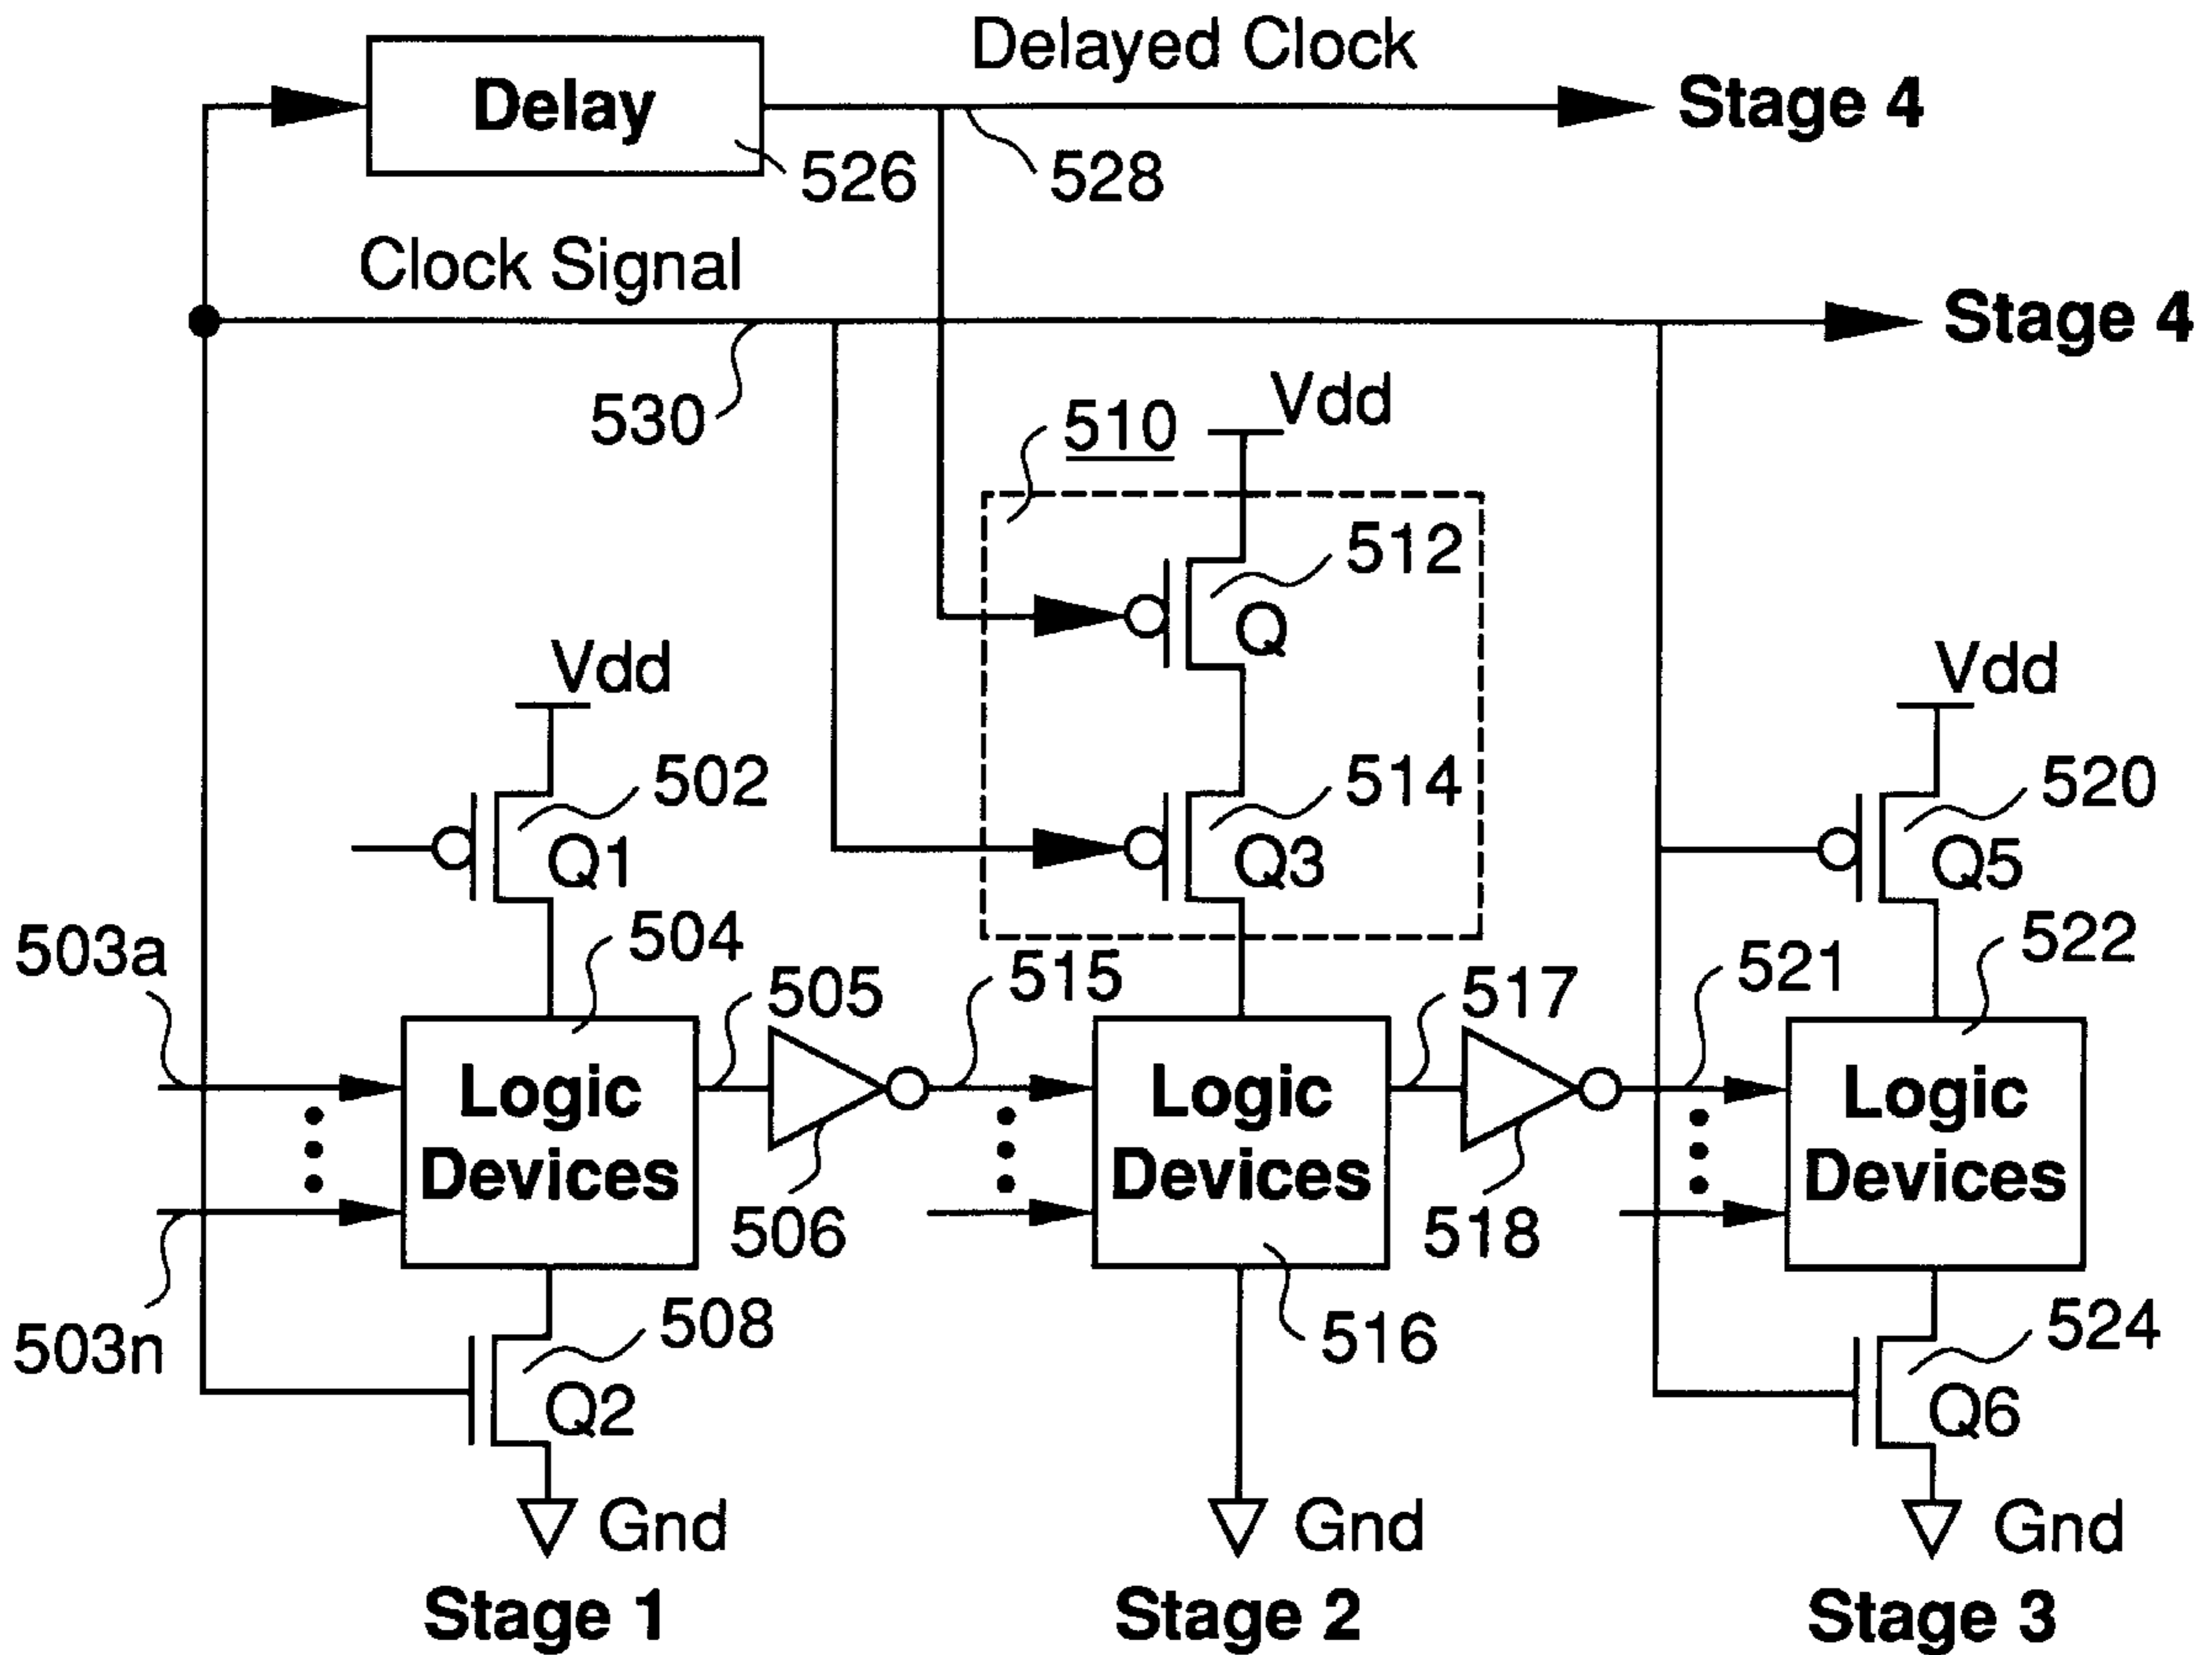 Delayed Clock
Delay
Stage 4
526
528
Clock Signal
Stage 4
530
510
Vdd
512
Q
Vdd
Vdd
502
514
520
Q1
Q3
Q5
503a
504
505
515
517
521
522
Logic
Devices
Logic
Devices
Logic
Devices
506
518
503n
508
516
524
Q2
Q6
Gnd
Gnd
Gnd
Stage 1
Stage 2
Stage 3